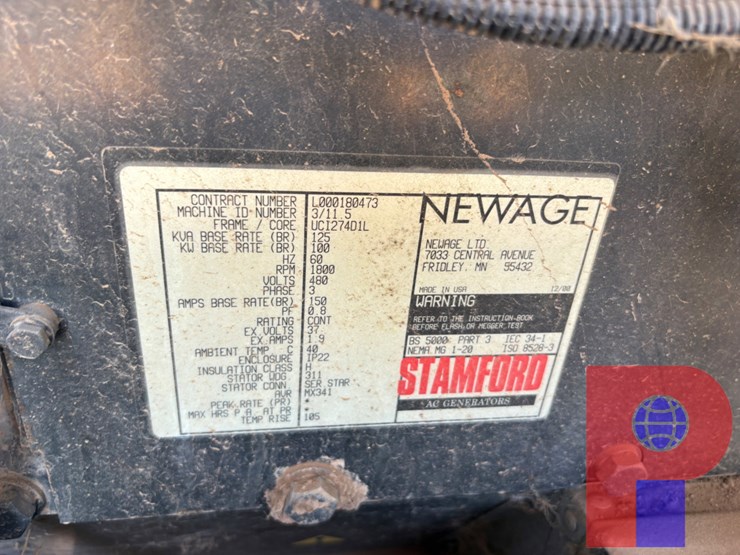 CONTRACT NUMBER L000180473
MACHINE ID NUMBER 3/11 5
FRAME / CORE UCI274D1L
KVA BASE RATE (BR) 125
KW BASE RATE (BR) 100
HZ 60
RPM 1800
VOLTS 480
PHASE 3
AMPS BASE RATE(BR) 150
PF 0.8
RATING CONT
EX VOLTS 37
EX AMPS 1.9
AMBIENT TEMP C 40
ENCLOSURE IP22
INSULATION CLASS H
STATOR WDG 311
STATOR CONN SER STAR
AVR MX341
PEAK RATE (PR) *
MAX HRS P.A. AT PR *
TEMP RISE 105
NEWAGE
NEWAGE LTD
7033 CENTRAL AVENUE
FRIDLEY, MN 95432
MADE IN USA 12/00
WARNING
REFER TO THE INSTRUCTION BOOK
BEFORE FLASH OR MEGGER TEST
BS 5000 PART 3 IEC 34-1
NEMA MG 1-20 ISO 8528-3
STAMFORD
AC GENERATORS